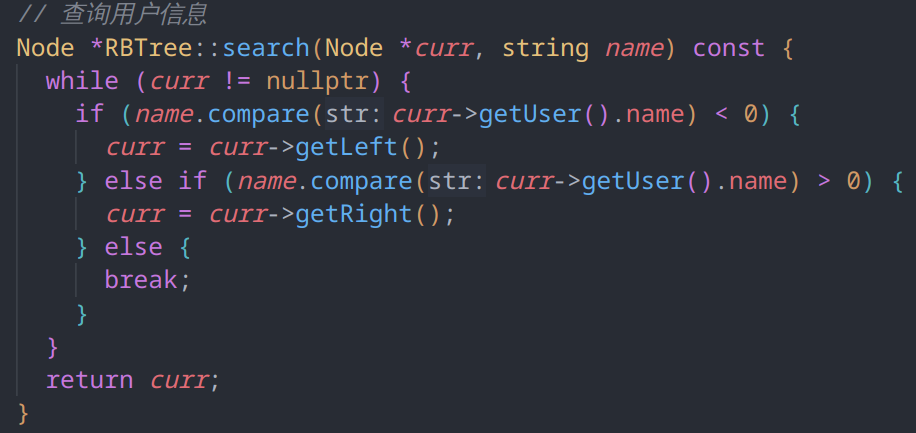 // 查询用户信息
Node *RBTree::search(Node *curr, string name) const {
while (curr != nullptr) {
if (name.compare(str: curr->getUser().name) < 0) {
curr = curr->getLeft();
} else if (name.compare(str: curr->getUser().name) > 0) {
curr = curr->getRight();
} else {
break;
}
}
return curr;
}